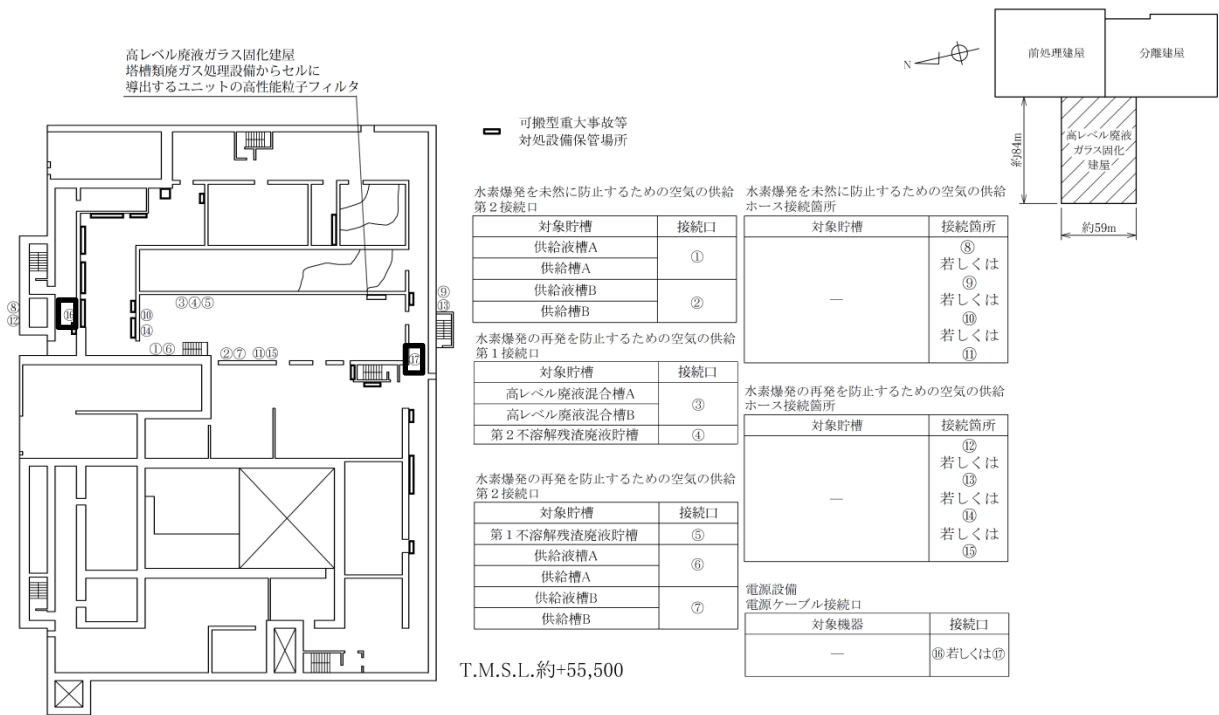 高レベル廃液ガラス固化建屋
塔槽類廃ガス処理設備からセルに
導出するユニットの高性能粒子フィルタ
可搬型重大事故等
対処設備保管場所
N
前処理建屋
分離建屋
高レベル廃液
ガラス固化
建屋
約84m
約59m
⑧
⑫
⑯
⑩
⑭
③④⑤
⑨
⑬
①⑥
②⑦
⑪⑮
⑰
水素爆発を未然に防止するための空気の供給
第2接続口
対象貯槽 接続口
供給液槽A
供給槽A
①
供給液槽B
供給槽B
②
水素爆発の再発を防止するための空気の供給
第1接続口
対象貯槽 接続口
高レベル廃液混合槽A
高レベル廃液混合槽B
③
第2不溶解残渣廃液貯槽 ④
水素爆発の再発を防止するための空気の供給
第2接続口
対象貯槽 接続口
第1不溶解残渣廃液貯槽 ⑤
供給液槽A
供給槽A
⑥
供給液槽B
供給槽B
⑦
水素爆発を未然に防止するための空気の供給
ホース接続箇所
対象貯槽 接続箇所
―
⑧
若しくは
⑨
若しくは
⑩
若しくは
⑪
水素爆発の再発を防止するための空気の供給
ホース接続箇所
対象貯槽 接続箇所
―
⑫
若しくは
⑬
若しくは
⑭
若しくは
⑮
電源設備
電源ケーブル接続口
対象機器 接続口
― ⑯若しくは⑰
T.M.S.L.約+55,500